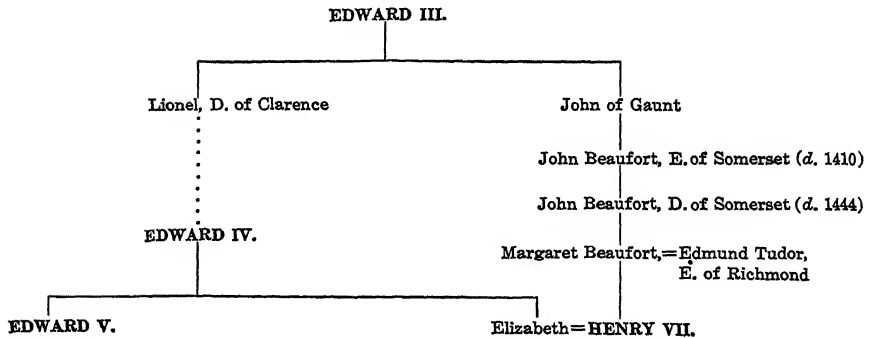 EDWARD III.
Lionel, D. of Clarence
John of Gaunt
John Beaufort, E. of Somerset (d. 1410)
John Beaufort, D. of Somerset (d. 1444)
EDWARD IV.
Margaret Beaufort,=Edmund Tudor,
E. of Richmond
EDWARD V.
Elizabeth=HENRY VII.